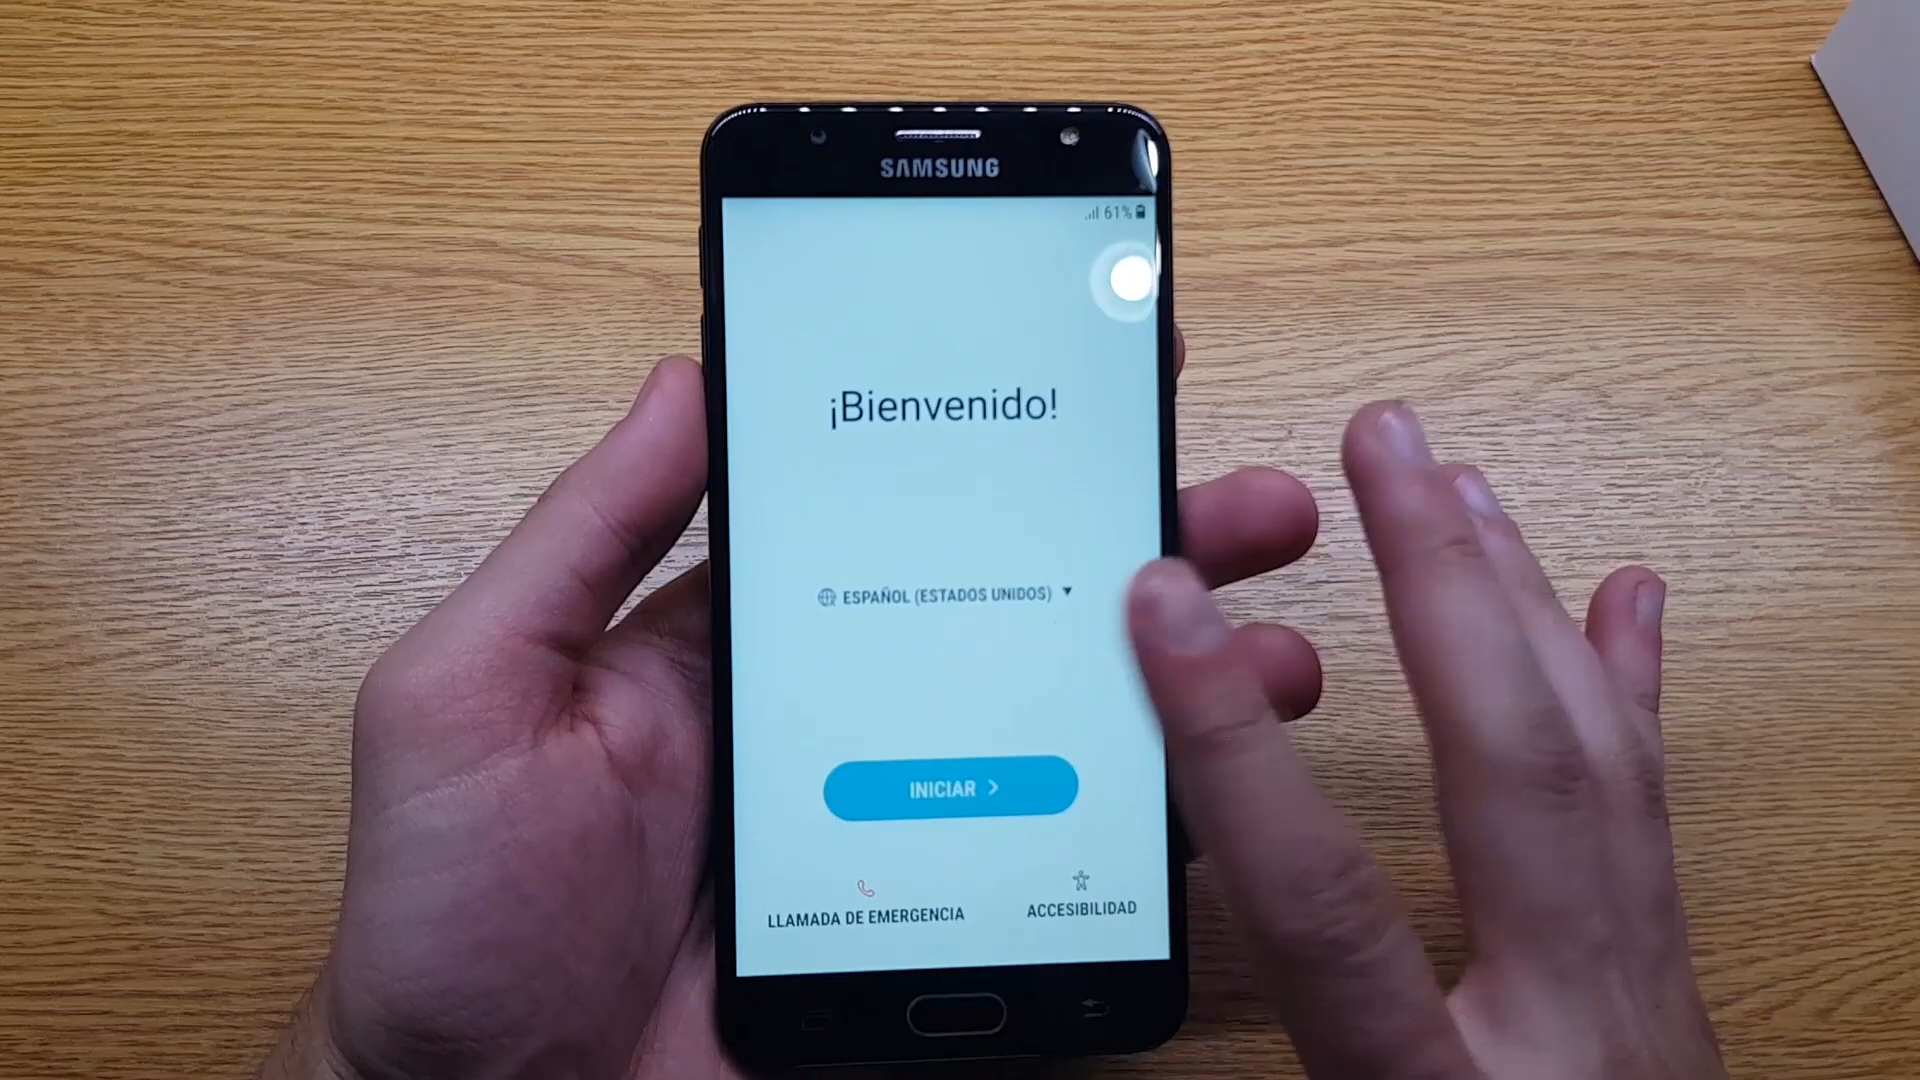 SAMSUNG
61%
¡Bienvenido!
ESPAÑOL (ESTADOS UNIDOS)
INICIAR
LLAMADA DE EMERGENCIA
ACCESIBILIDAD